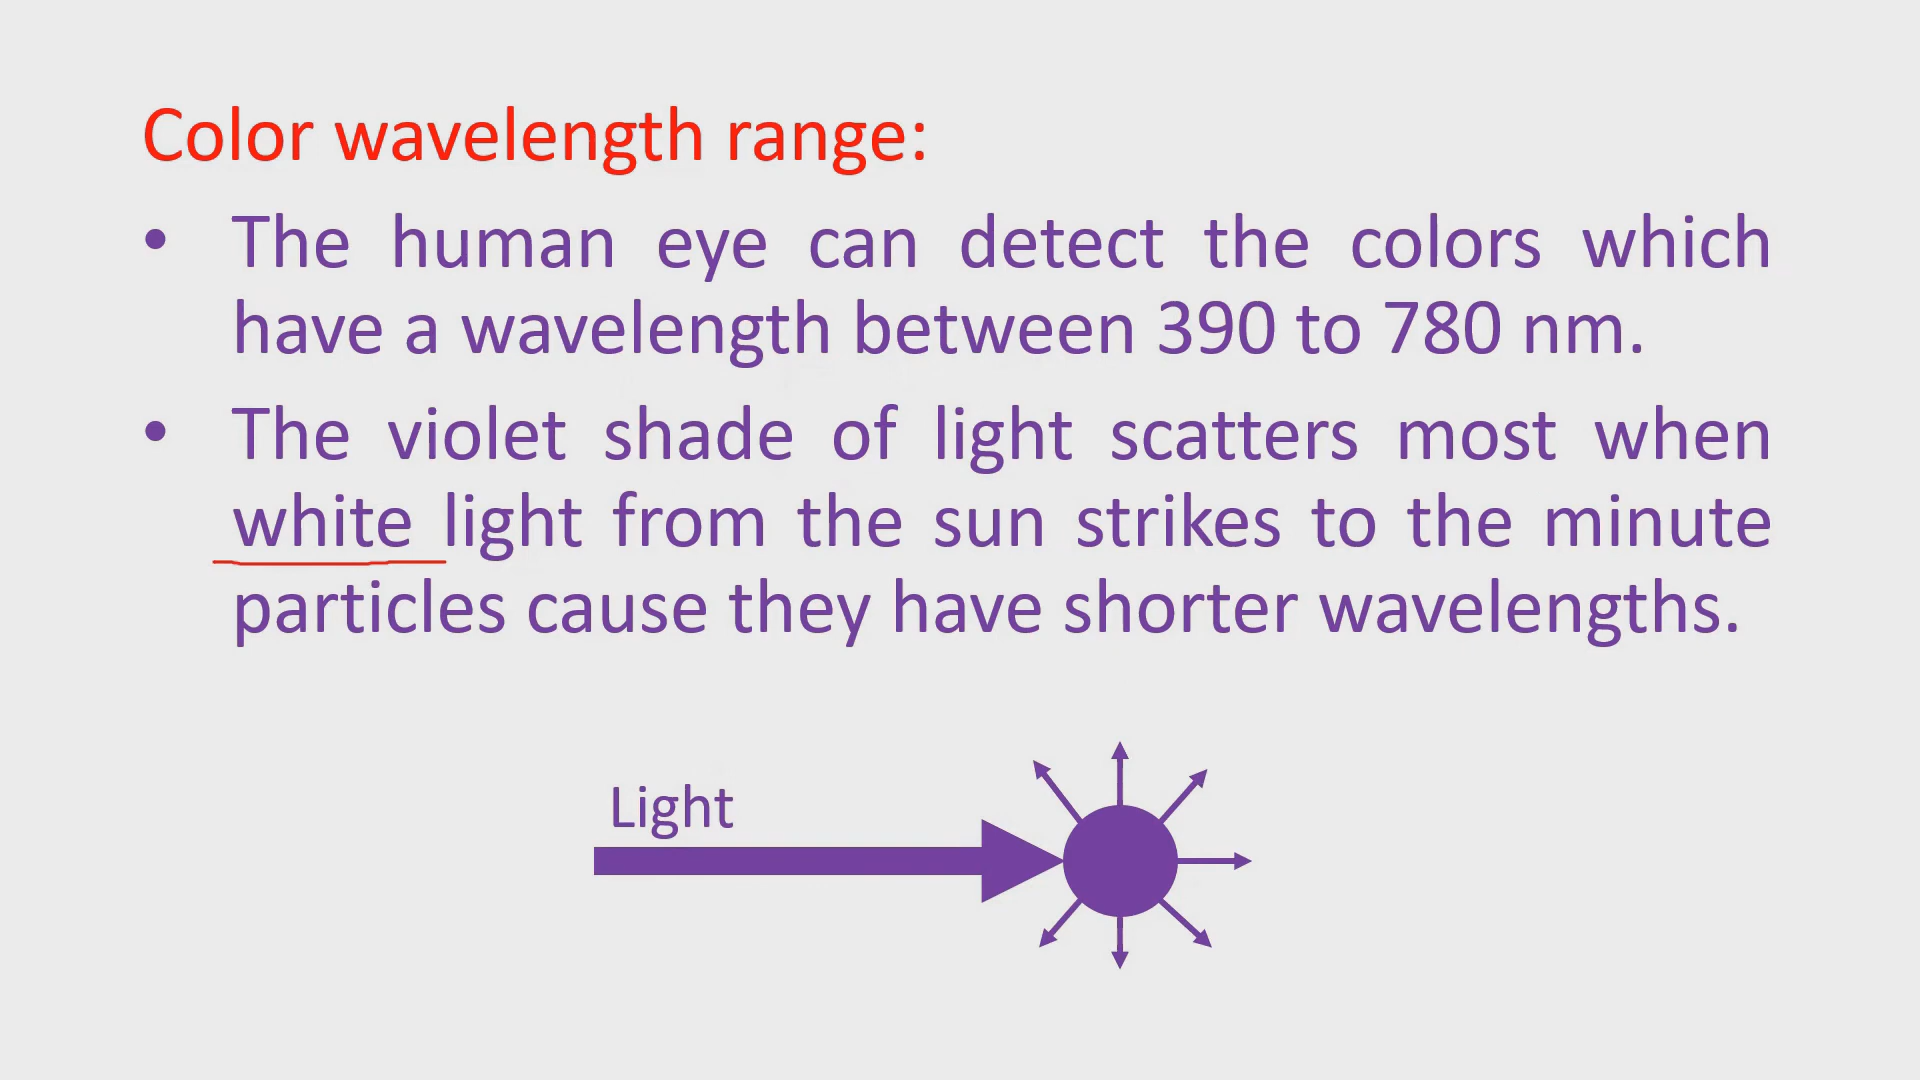 Color wavelength range:
• The human eye can detect the colors which
have a wavelength between 390 to 780 nm.
• The violet shade of light scatters most when
white light from the sun strikes to the minute
particles cause they have shorter wavelengths.
Light